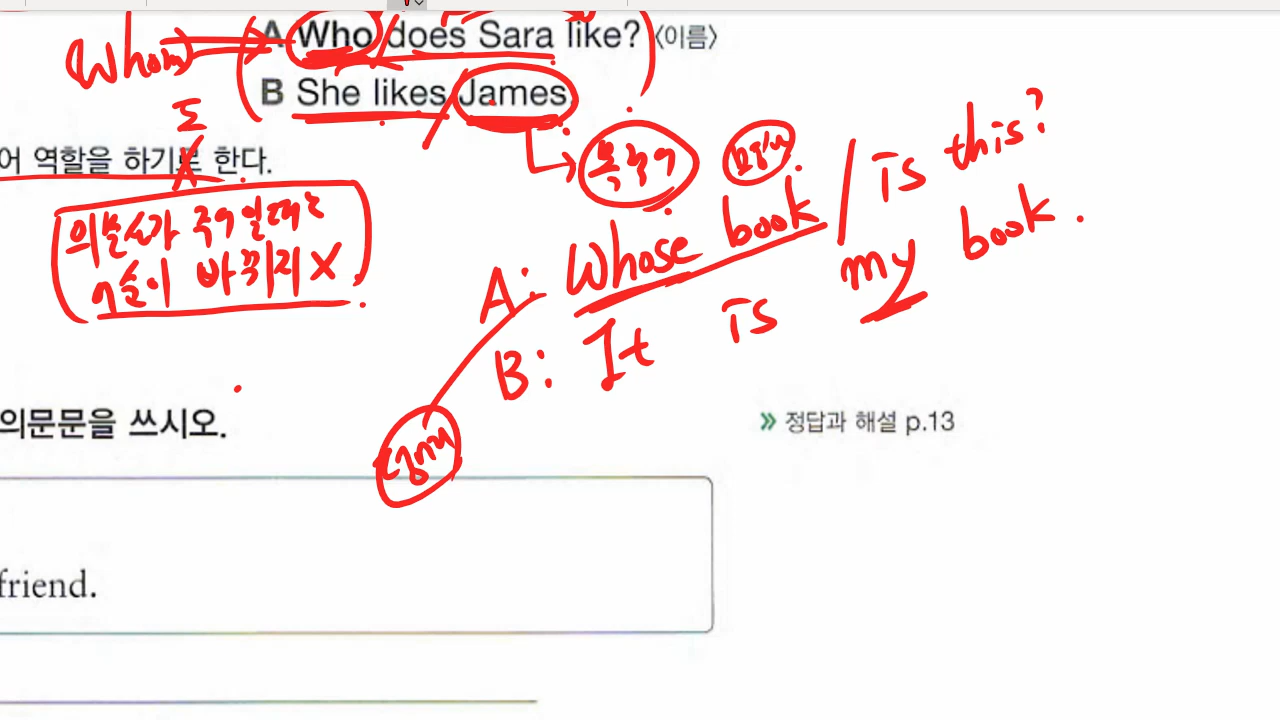 Whom A Who does Sara like? 〈이름〉
B She likes James.
도
어 역할을 하기로 한다.
목적어
의문사가 주어일때는
어순이 바뀌지 X
A: Whose book / is this?
B: It is my book.
의문문을 쓰시오.
» 정답과 해설 p.13
friend.